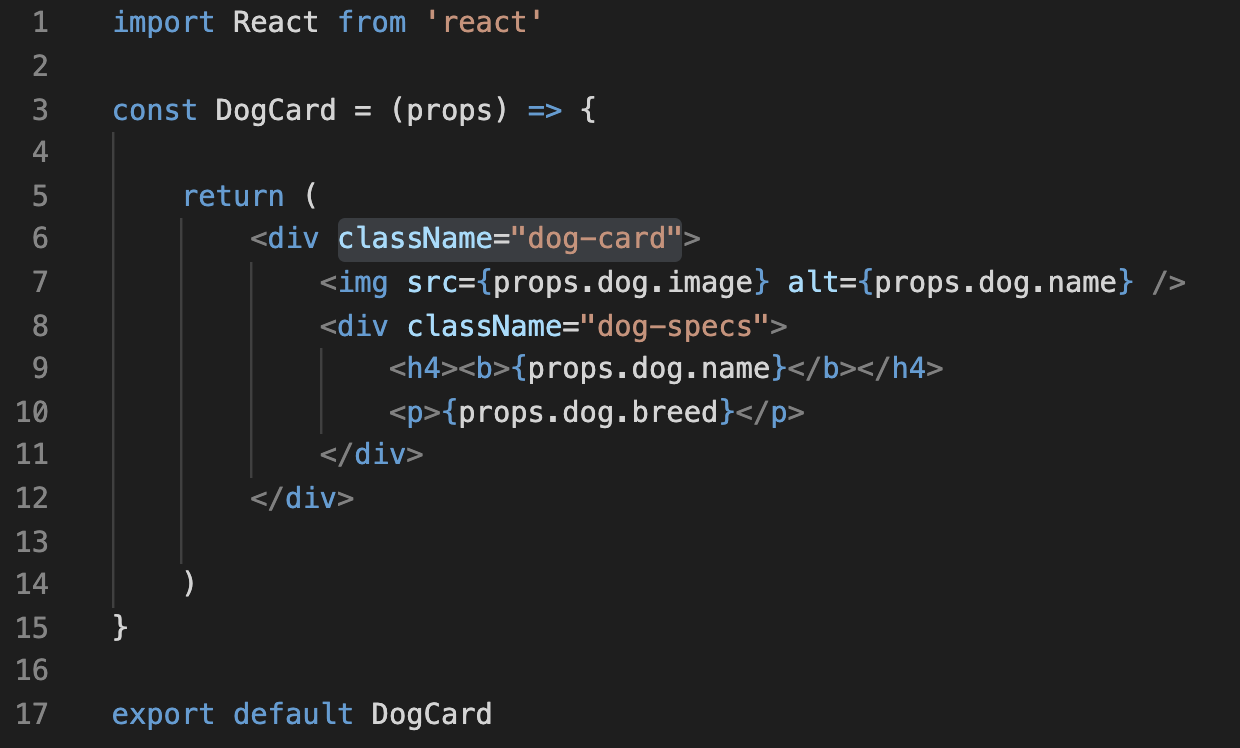 1 import React from 'react'
2
3 const DogCard = (props) => {
4
5 return (
6 <div className="dog-card">
7 <img src={props.dog.image} alt={props.dog.name} />
8 <div className="dog-specs">
9 <h4><b>{props.dog.name}</b></h4>
10 <p>{props.dog.breed}</p>
11 </div>
12 </div>
13
14 )
15 }
16
17 export default DogCard